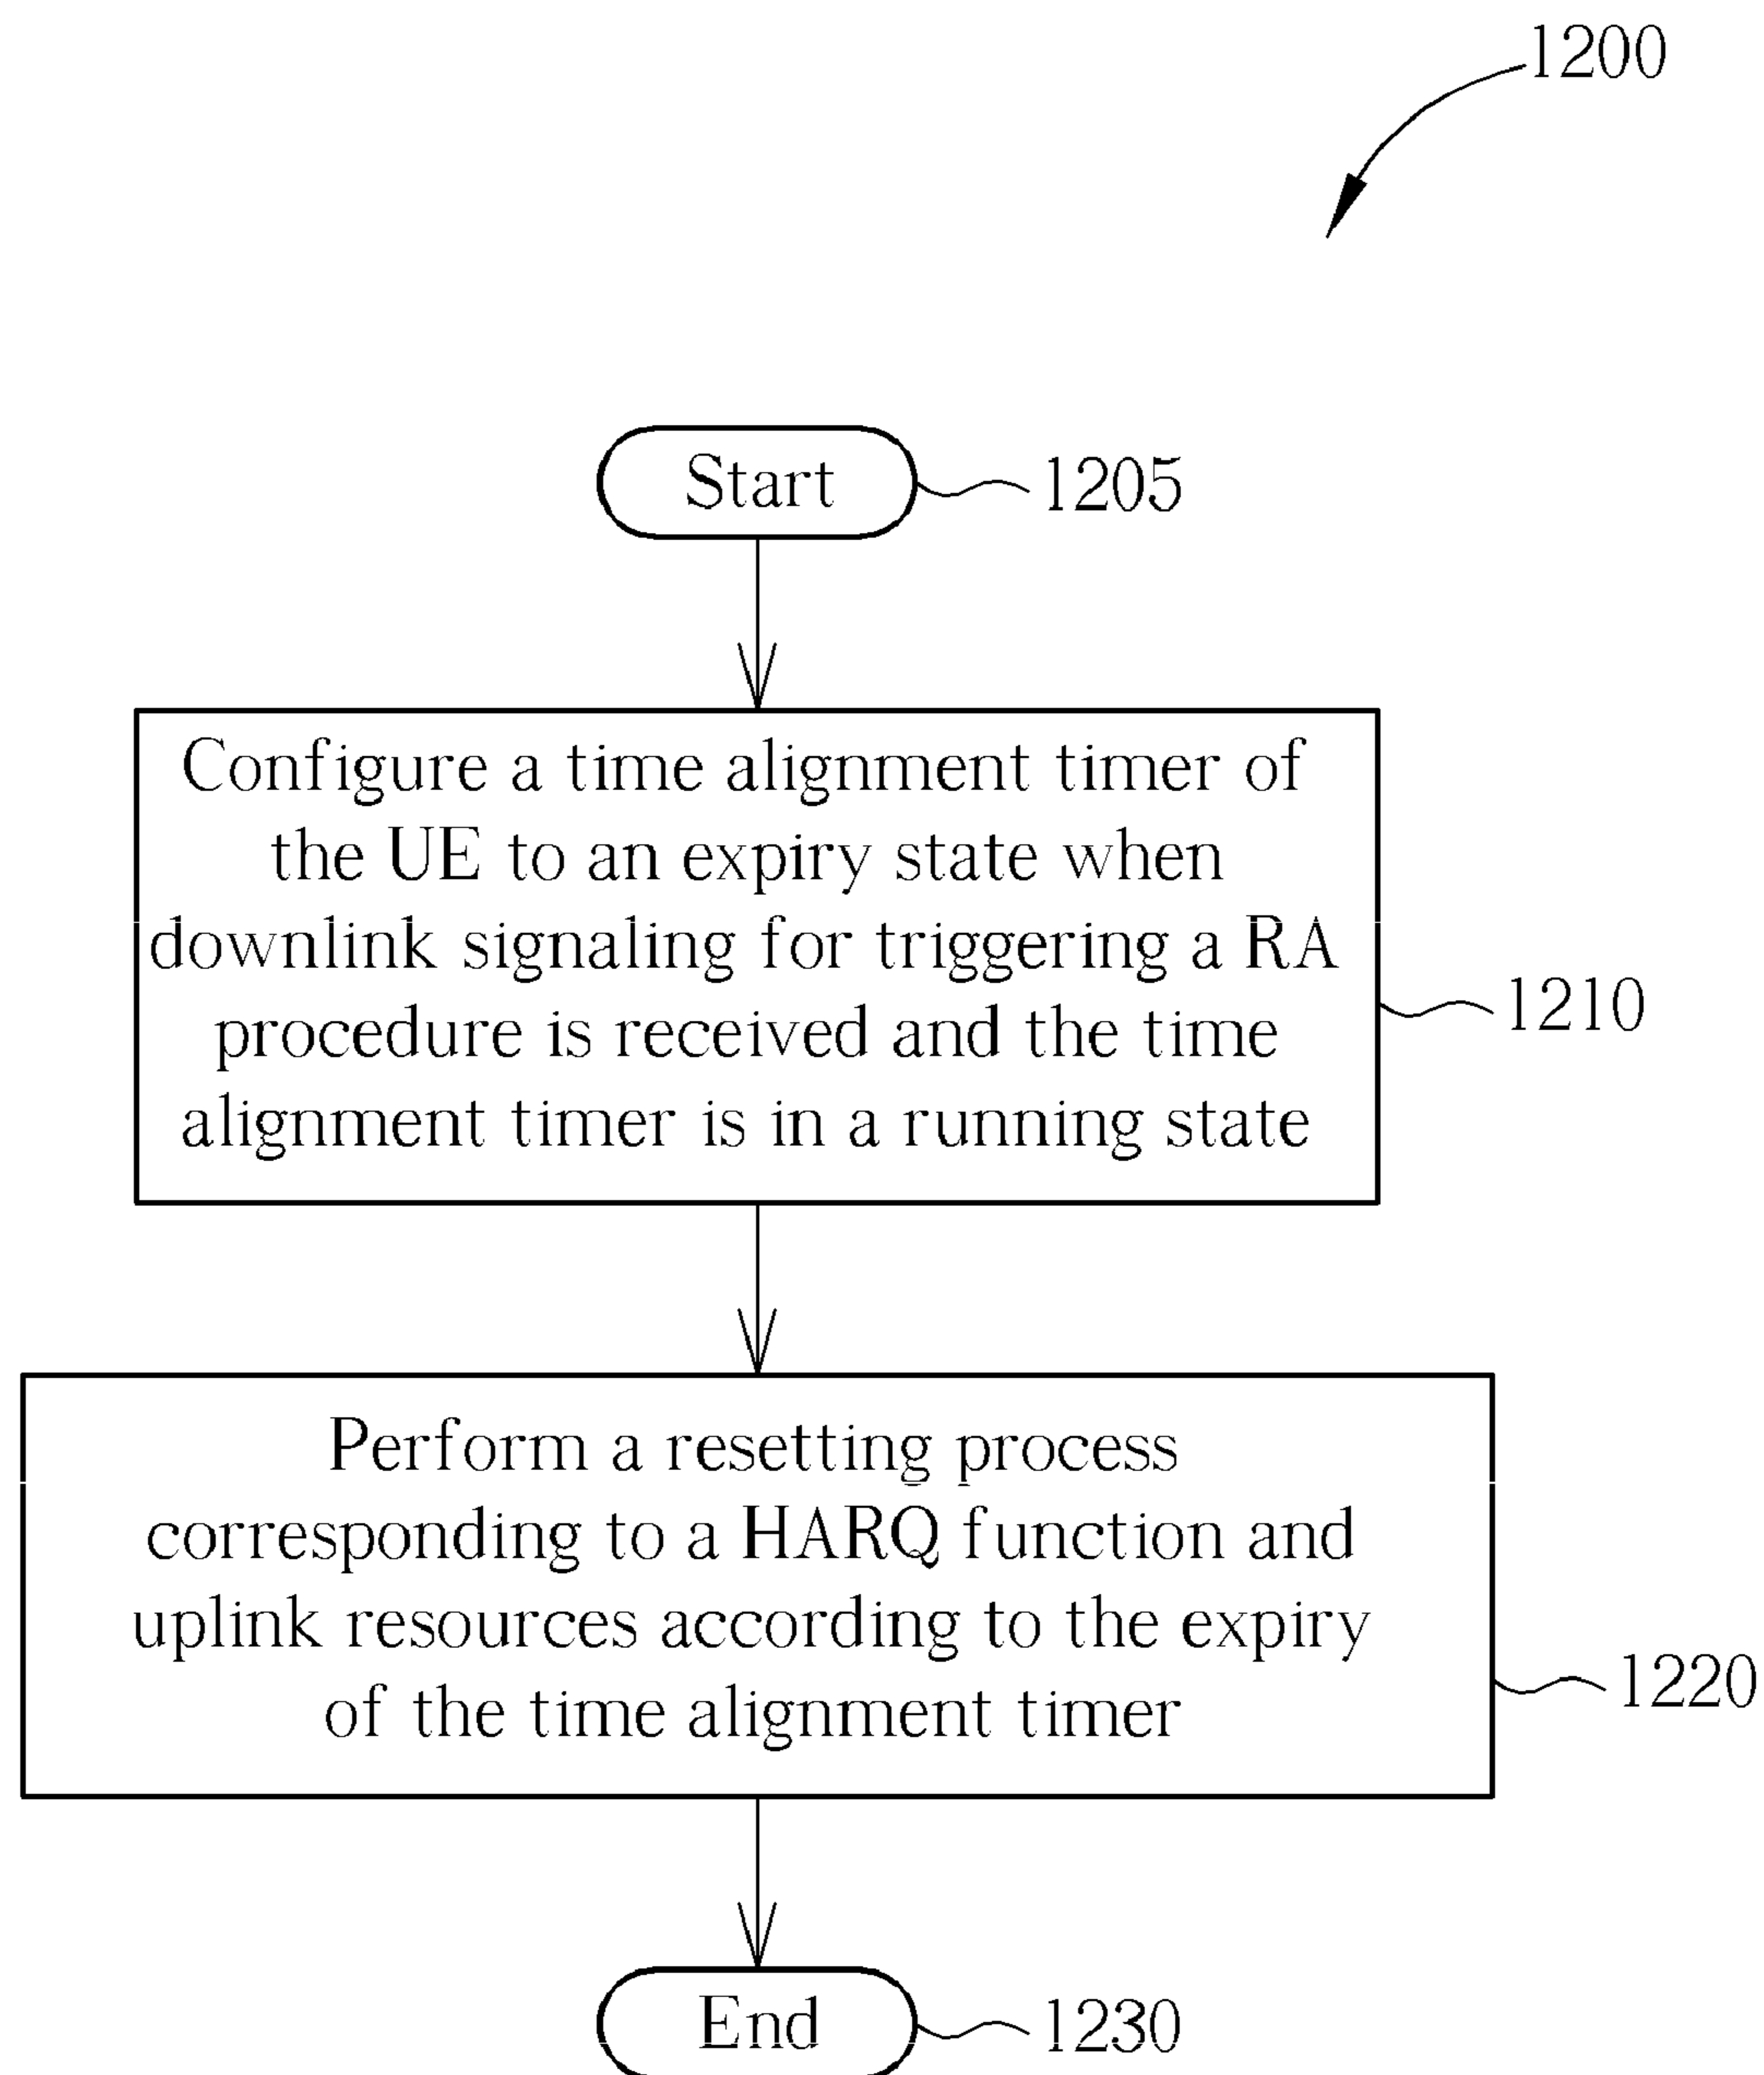 1200
Start
1205
Configure a time alignment timer of
the UE to an expiry state when
downlink signaling for triggering a RA
procedure is received and the time
alignment timer is in a running state
1210
Perform a resetting process
corresponding to a HARQ function and
uplink resources according to the expiry
of the time alignment timer
1220
End
1230